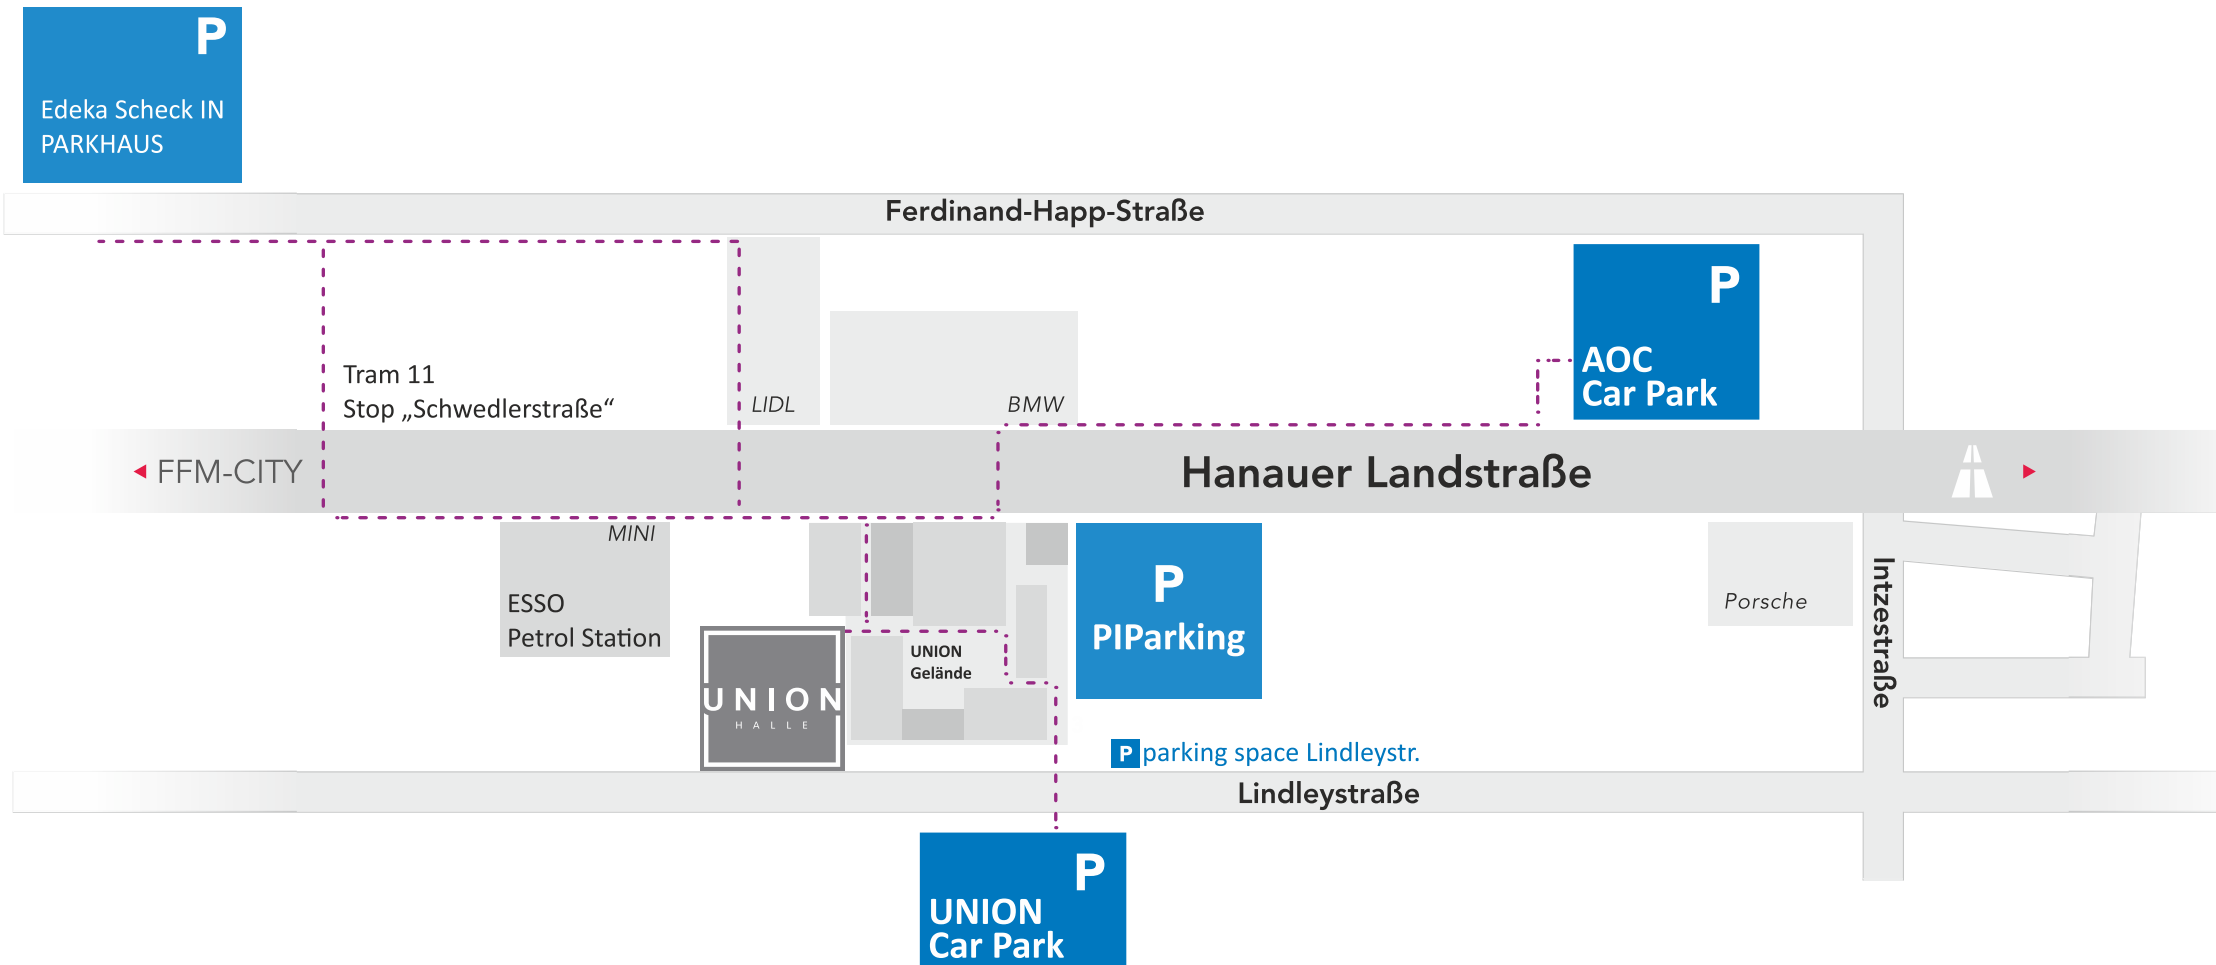 P
Edeka Scheck IN
PARKHAUS
Ferdinand-Happ-Straße
P
AOC
Car Park
Tram 11
Stop „Schwedlerstraße“
LIDL
BMW
FFM-CITY
Hanauer Landstraße
MINI
ESSO
Petrol Station
P
PIParking
Porsche
Intzestraße
UNION
Gelände
UNION
HALLE
P parking space Lindleystr.
Lindleystraße
P
UNION
Car Park